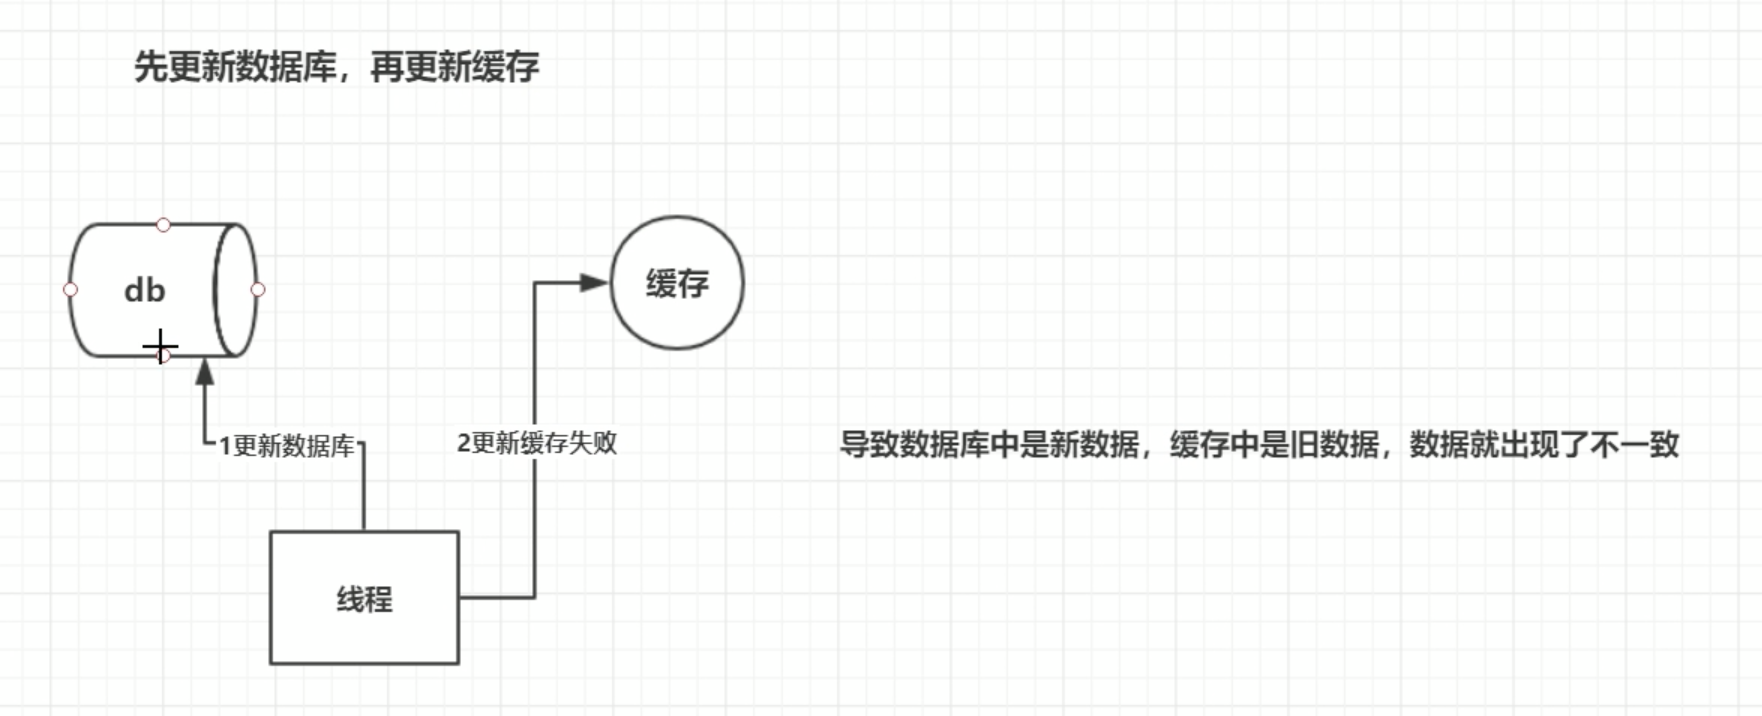 先更新数据库，再更新缓存
db
缓存
1更新数据库
2更新缓存失败
导致数据库中是新数据，缓存中是旧数据，数据就出现了不一致
线程